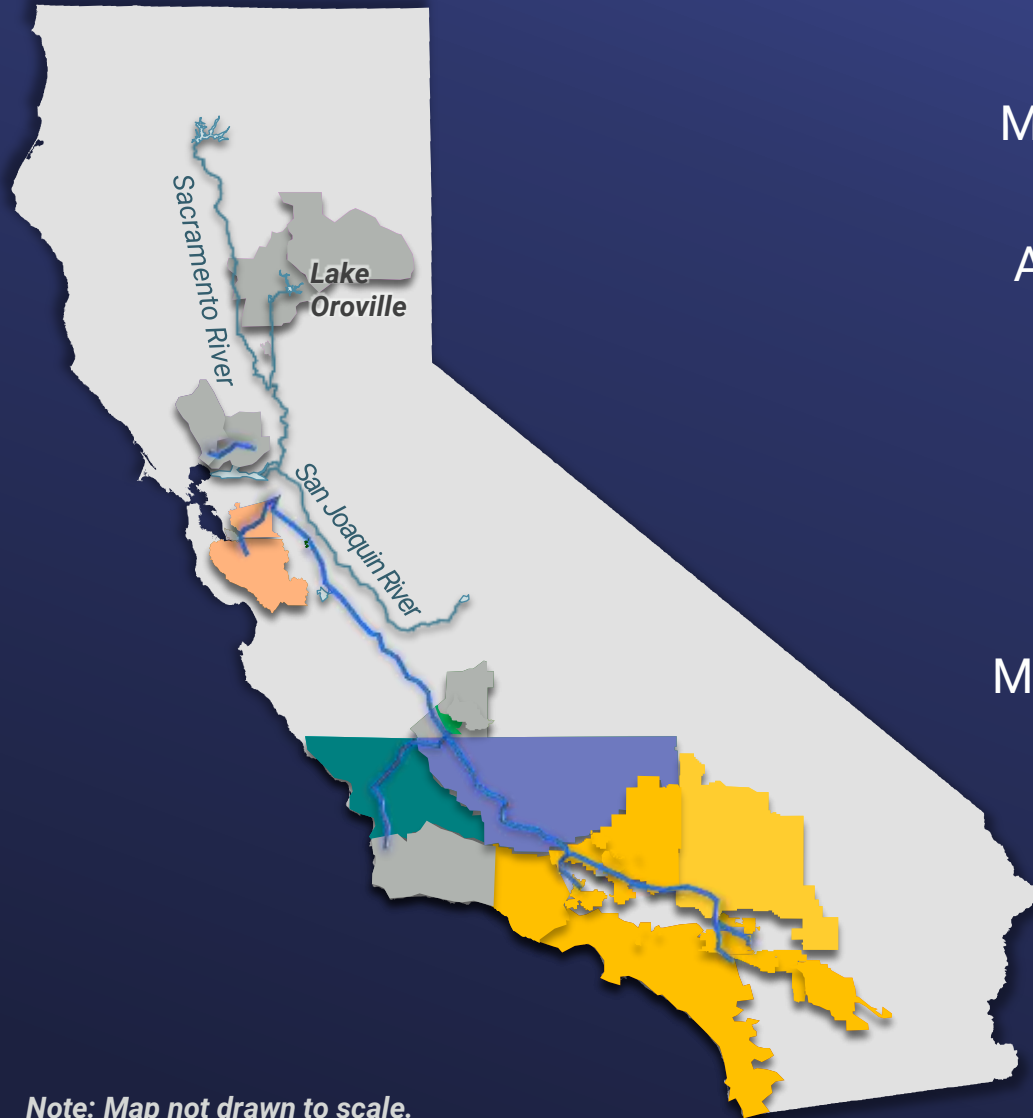 M
Sacramento River
A
Lake
Oroville
San Joaquin River
M
Note: Map not drawn to scale.